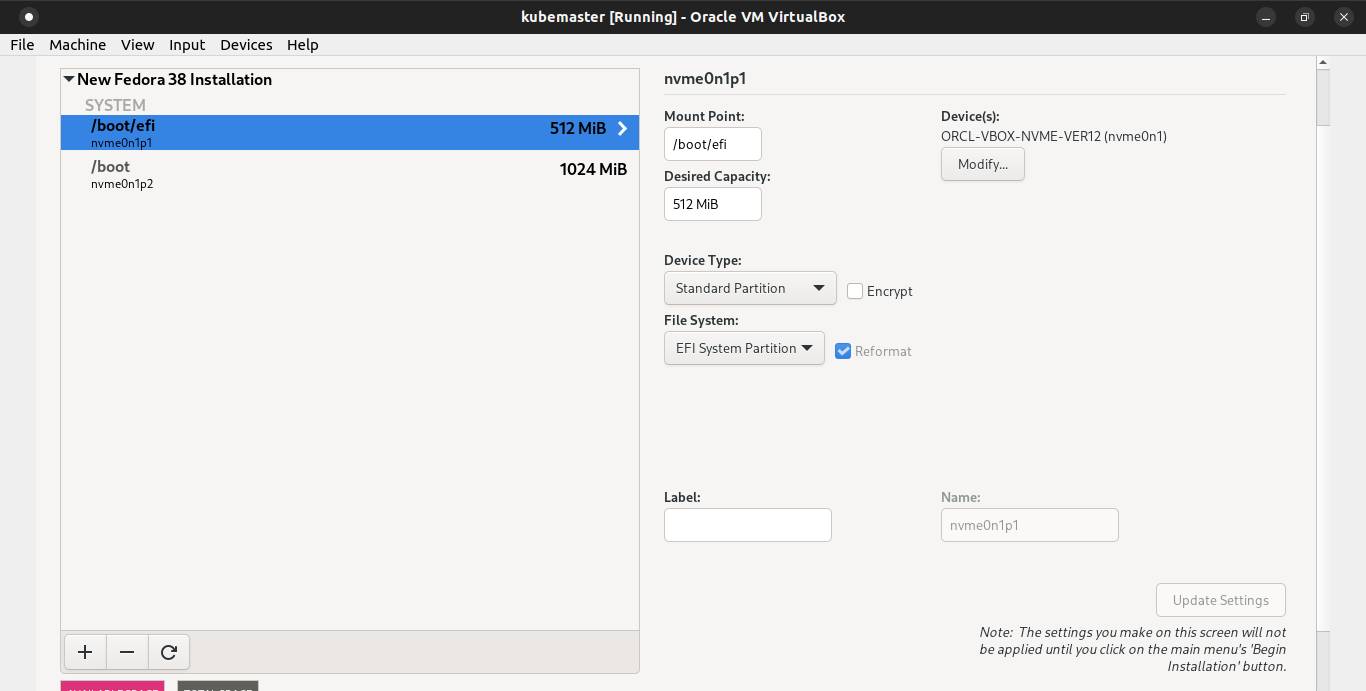 kubemaster [Running] - Oracle VM VirtualBox
File Machine View Input Devices Help
New Fedora 38 Installation
SYSTEM
/boot/efi 512 MiB
nvme0n1p1
/boot 1024 MiB
nvme0n1p2
nvme0n1p1
Mount Point:
/boot/efi
Desired Capacity:
512 MiB
Device(s):
ORCL-VBOX-NVME-VER12 (nvme0n1)
Modify...
Device Type:
Standard Partition
Encrypt
File System:
EFI System Partition
Reformat
Label:
Name:
nvme0n1p1
Update Settings
Note: The settings you make on this screen will not
be applied until you click on the main menu's 'Begin
Installation' button.